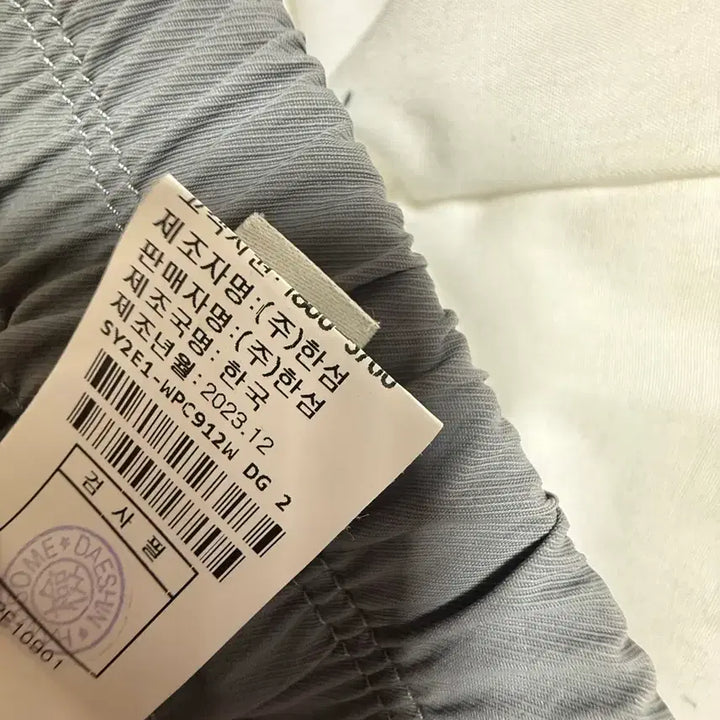 제조자명:(주)한섬
판매자명:(주)한섬
제조국명: 한국
제조년월: 2023.12
SY2E1-WPC912W DG 2
검 사 필